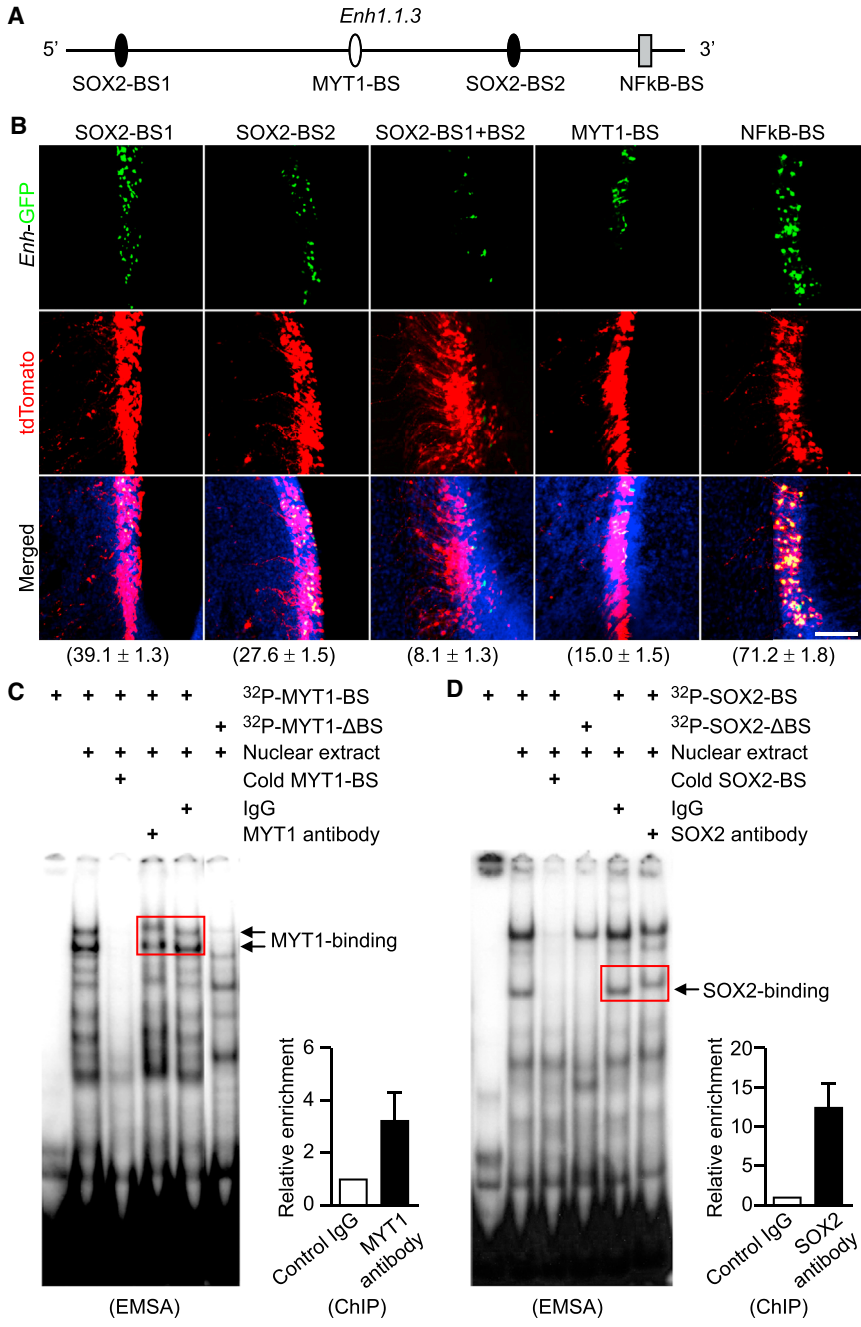 A
Enh1.1.3
5’ 3’
SOX2-BS1 MYT1-BS SOX2-BS2 NFkB-BS
B
SOX2-BS1 SOX2-BS2 SOX2-BS1+BS2 MYT1-BS NFkB-BS
Enh-GFP
tdTomato
Merged
(39.1 ± 1.3) (27.6 ± 1.5) (8.1 ± 1.3) (15.0 ± 1.5) (71.2 ± 1.8)
C
+ + + + + ³²P-MYT1-BS
+ ³²P-MYT1-ΔBS
+ + + + + Nuclear extract
+ Cold MYT1-BS
+ IgG
+ MYT1 antibody
MYT1-binding
Relative enrichment
6
4
2
0
Control IgG
MYT1 antibody
(EMSA) (ChIP)
D
+ + + + + ³²P-SOX2-BS
+ ³²P-SOX2-ΔBS
+ + + + + Nuclear extract
+ Cold SOX2-BS
+ IgG
+ SOX2 antibody
SOX2-binding
Relative enrichment
20
15
10
5
0
Control IgG
SOX2 antibody
(EMSA) (ChIP)